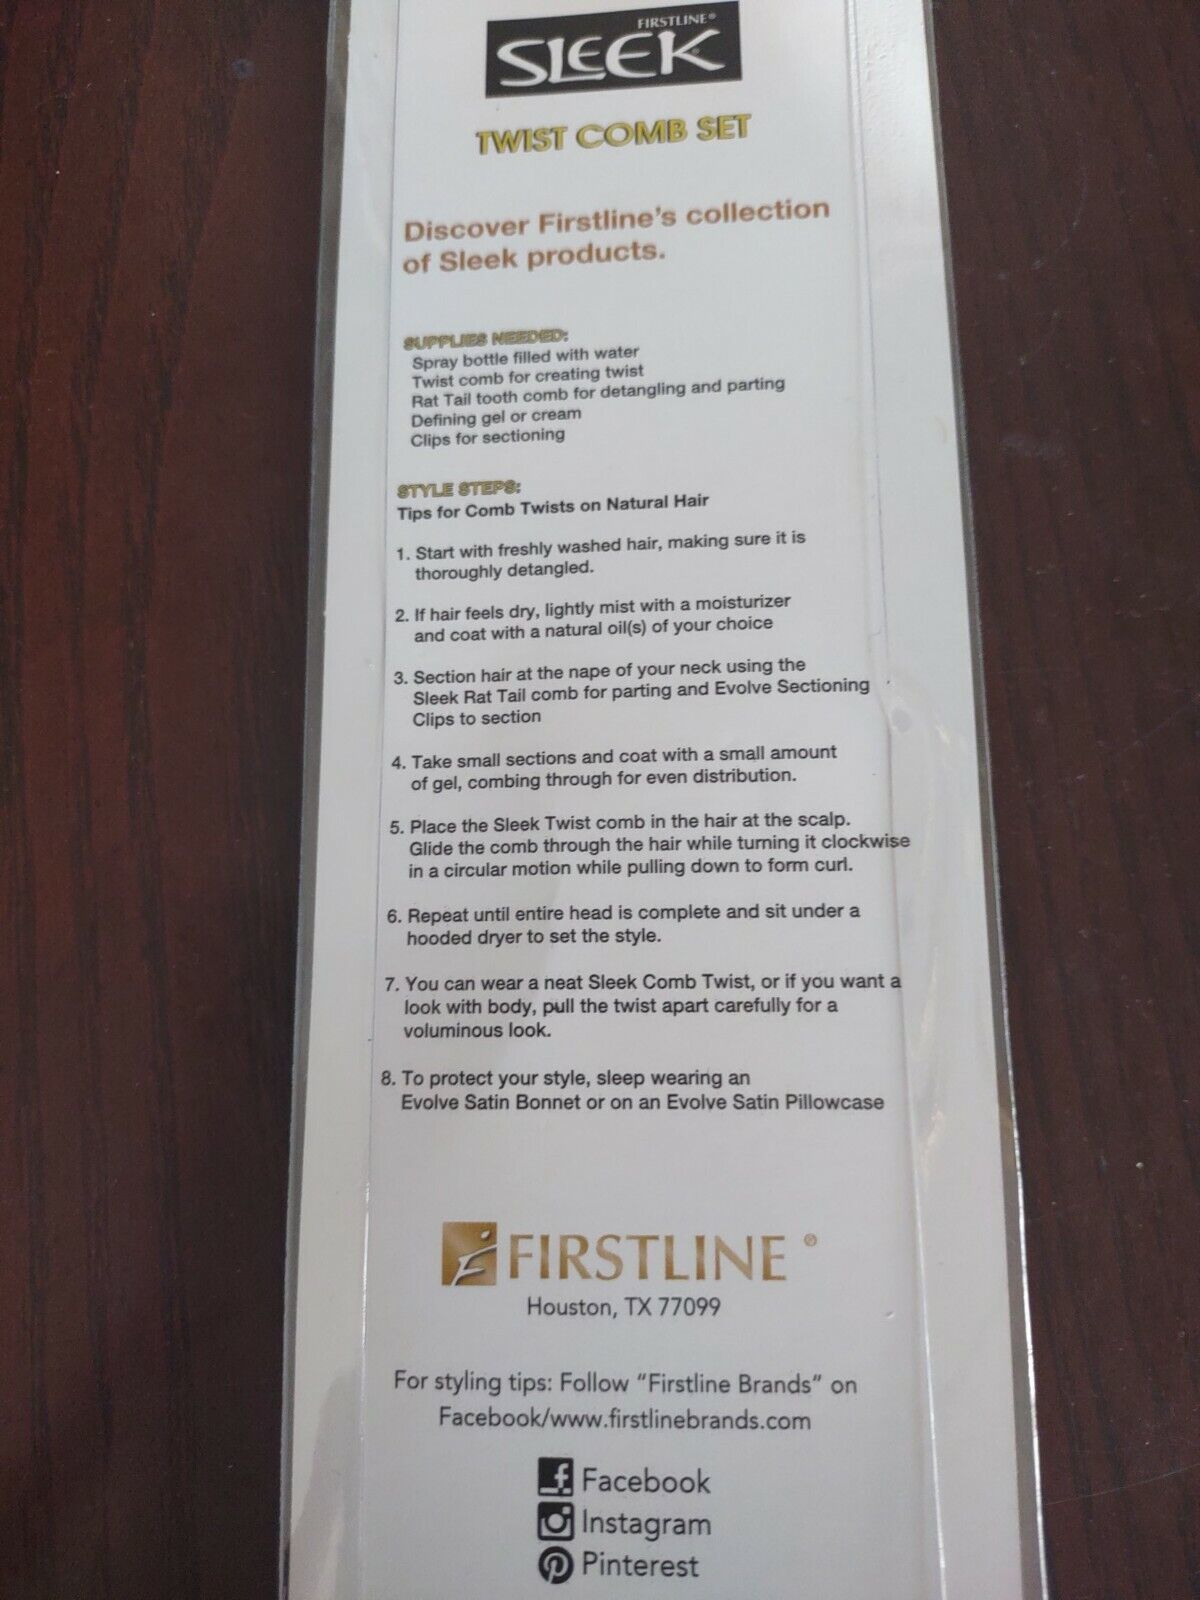 FIRSTLINE®
SLEEK®
TWIST COMB SET
Discover Firstline's collection
of Sleek products.
SUPPLIES NEEDED:
Spray bottle filled with water
Twist comb for creating twist
Rat Tail tooth comb for detangling and parting
Defining gel or cream
Clips for sectioning
STYLE STEPS:
Tips for Comb Twists on Natural Hair
1. Start with freshly washed hair, making sure it is
thoroughly detangled.
2. If hair feels dry, lightly mist with a moisturizer
and coat with a natural oil(s) of your choice
3. Section hair at the nape of your neck using the
Sleek Rat Tail comb for parting and Evolve Sectioning
Clips to section
4. Take small sections and coat with a small amount
of gel, combing through for even distribution.
5. Place the Sleek Twist comb in the hair at the scalp.
Glide the comb through the hair while turning it clockwise
in a circular motion while pulling down to form curl.
6. Repeat until entire head is complete and sit under a
hooded dryer to set the style.
7. You can wear a neat Sleek Comb Twist, or if you want a
look with body, pull the twist apart carefully for a
voluminous look.
8. To protect your style, sleep wearing an
Evolve Satin Bonnet or on an Evolve Satin Pillowcase
FIRSTLINE®
Houston, TX 77099
For styling tips: Follow "Firstline Brands" on
Facebook/www.firstlinebrands.com
Facebook
Instagram
Pinterest